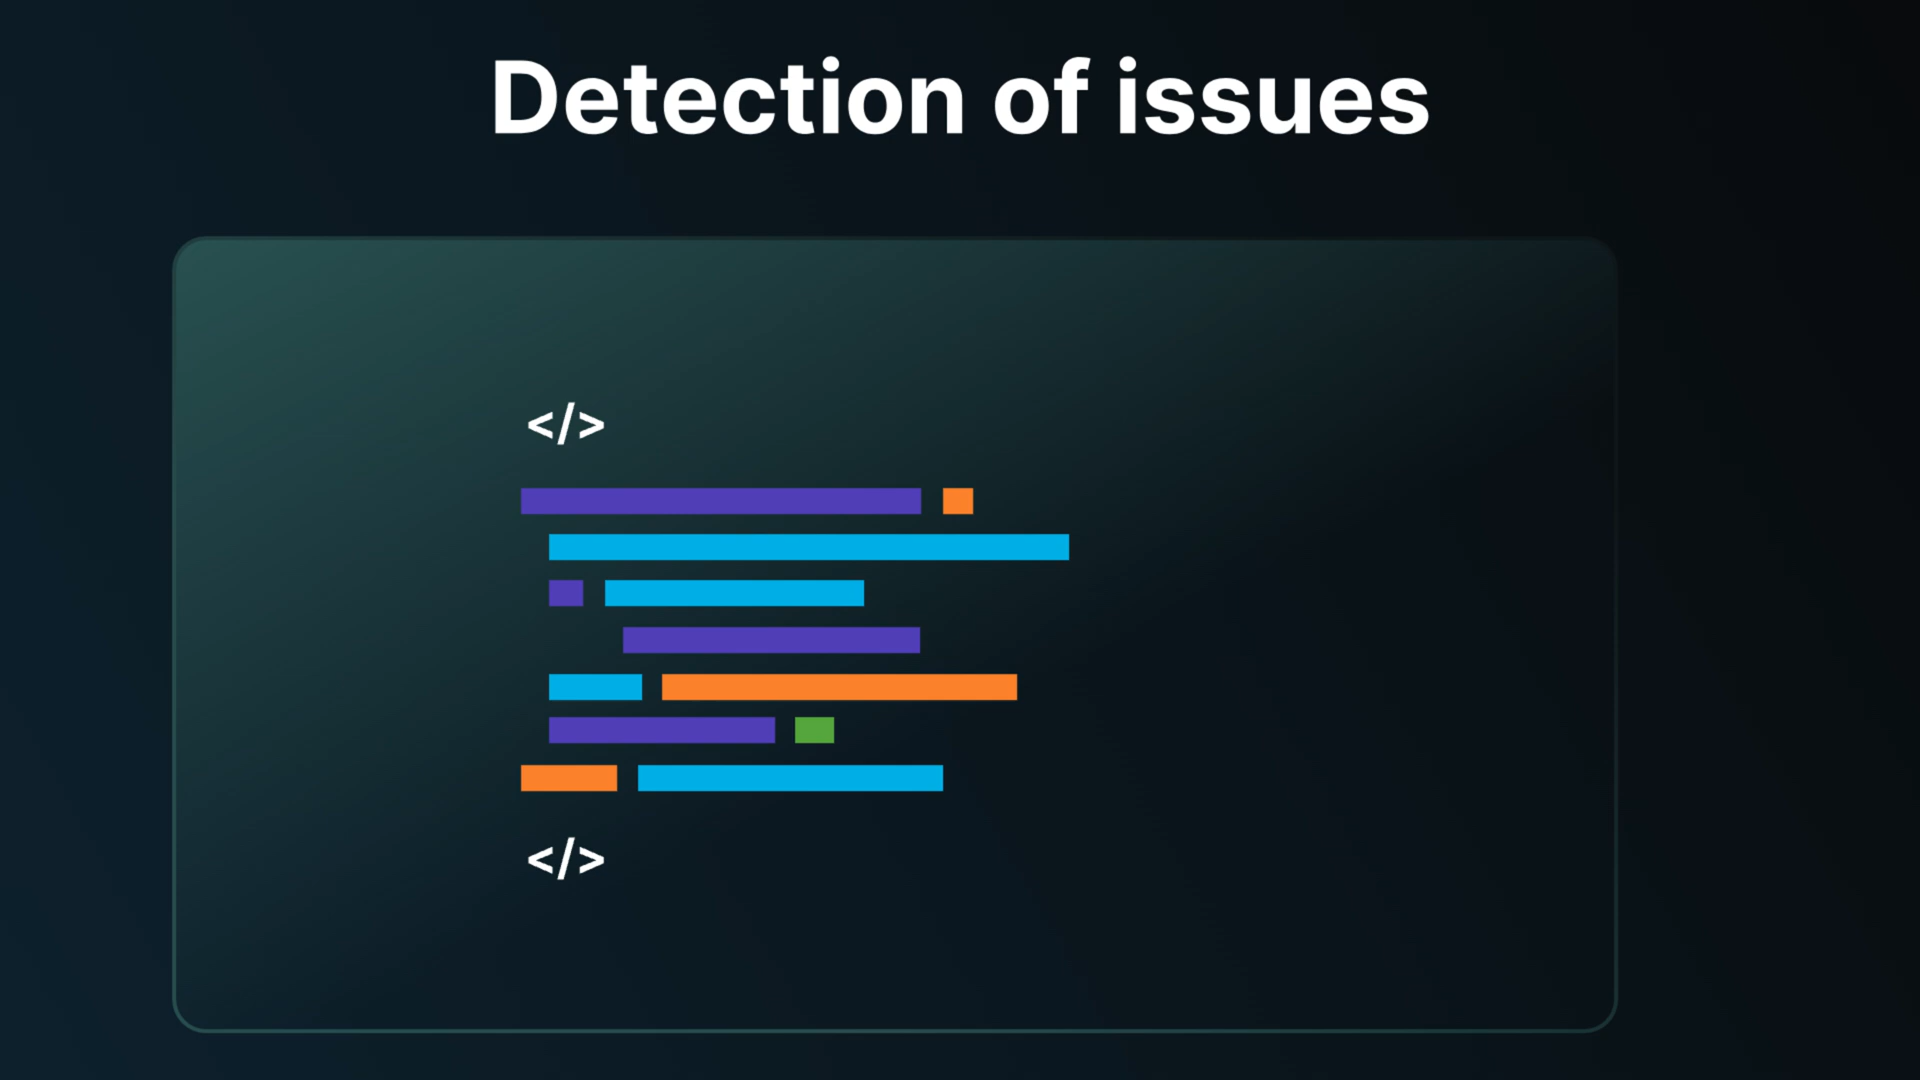 Detection of issues
</>
</>